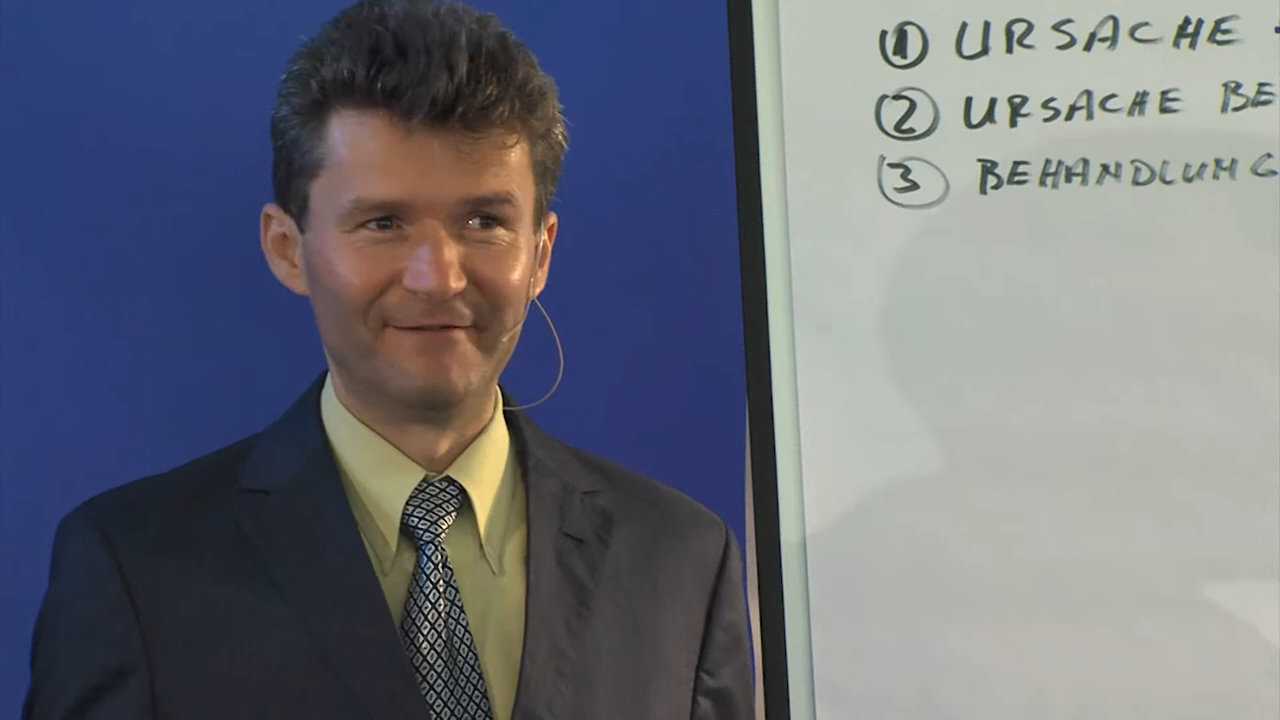 ① URSACHE
② URSACHE BE
③ BEHANDLUNG